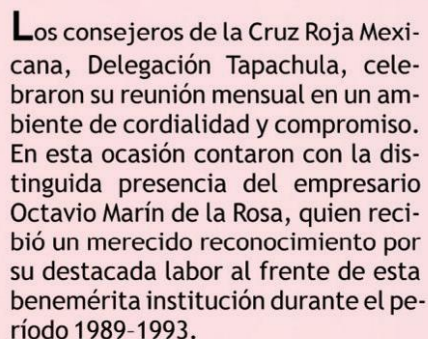 Los consejeros de la Cruz Roja Mexi-
cana, Delegación Tapachula, cele-
braron su reunión mensual en un am-
biente de cordialidad y compromiso.
En esta ocasión contaron con la dis-
tinguida presencia del empresario
Octavio Marín de la Rosa, quien reci-
bió un merecido reconocimiento por
su destacada labor al frente de esta
benemérita institución durante el pe-
ríodo 1989-1993.